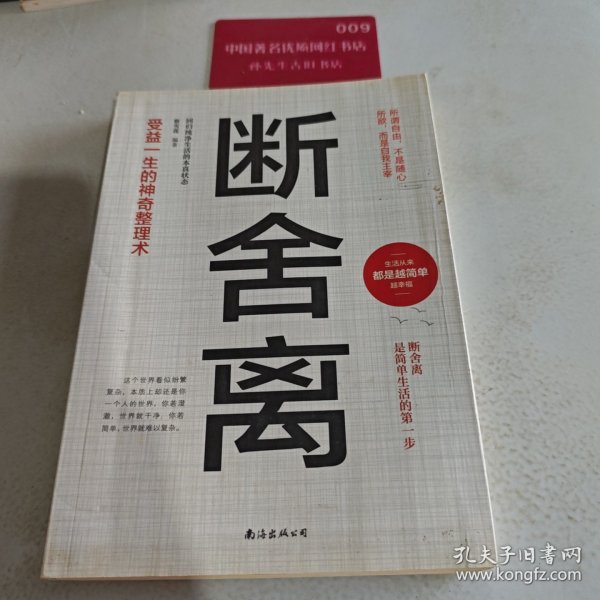 009
中国著名优质网红书店
孙先生古旧书店
断舍离
所谓自由，不是随心
所欲，而是自我主宰
回归纯净生活的本真状态
编著
受益一生的神奇整理术
生活从来
都是越简单
越幸福
断舍离
是简单生活的第一步
这个世界看似纷繁
复杂，本质上却还是你
一个人的世界，你若澄
澈，世界就干净；你若
简单，世界就难以复杂。
南海出版公司
孔夫子旧书网
www.kongfz.com